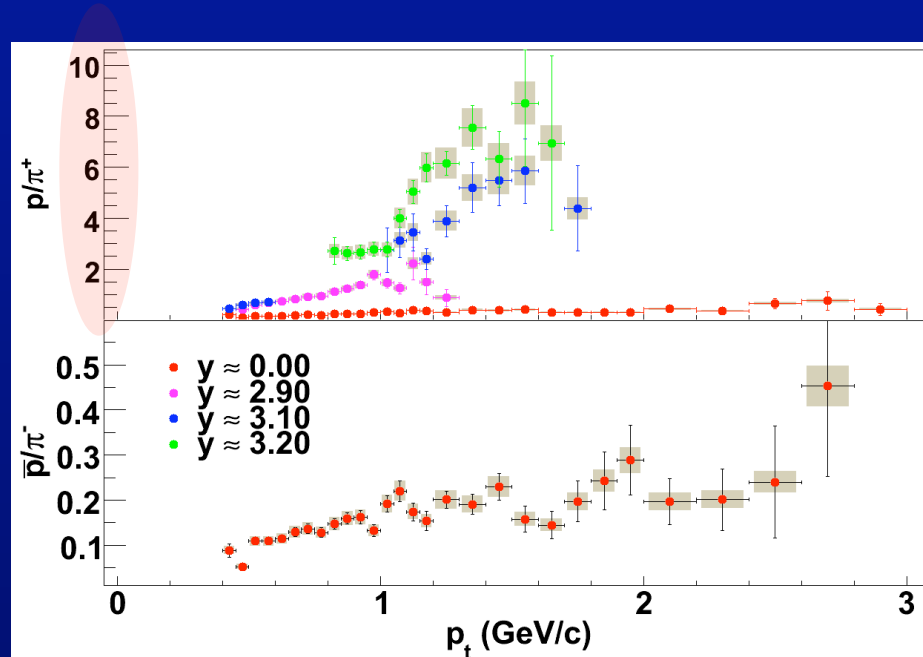 10
8
6
4
2
p/π⁺
y ≈ 0.00
y ≈ 2.90
y ≈ 3.10
y ≈ 3.20
0.5
0.4
0.3
0.2
0.1
p̅/π⁻
0 1 2 3
pₜ (GeV/c)